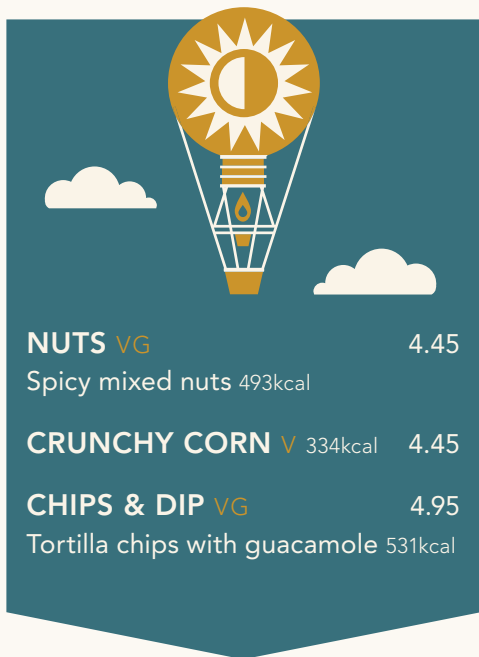 NUTS VG 4.45
Spicy mixed nuts 493kcal
CRUNCHY CORN V 334kcal 4.45
CHIPS & DIP VG 4.95
Tortilla chips with guacamole 531kcal